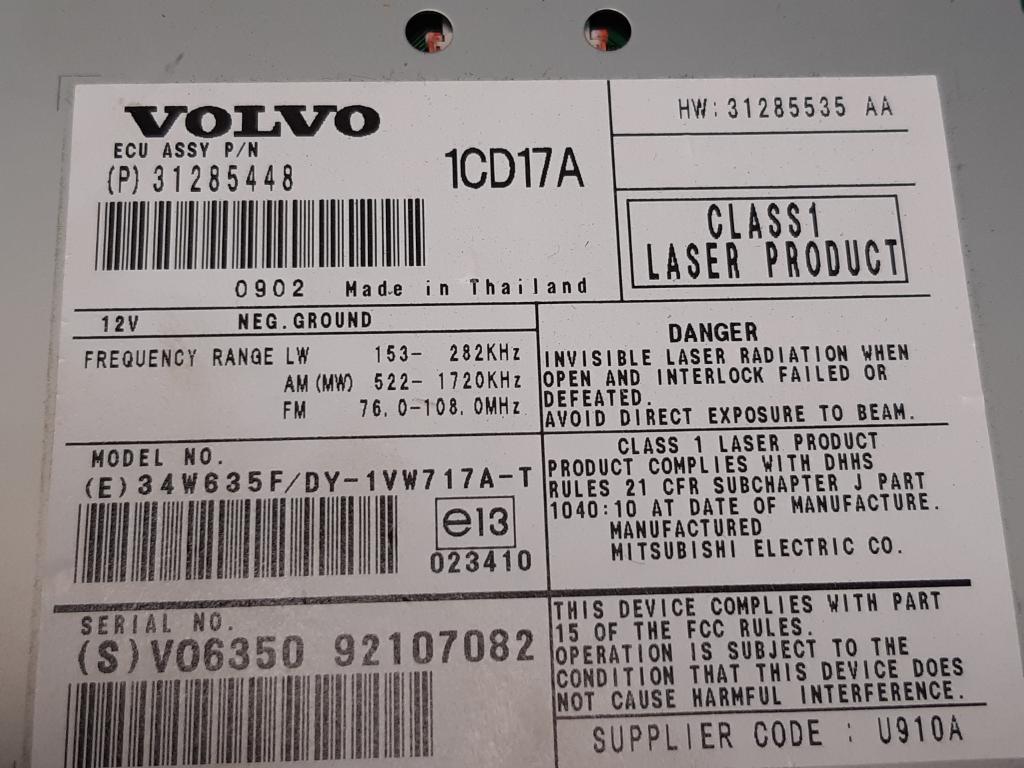 VOLVO
ECU ASSY P/N
(P) 31285448
1CD17A
0902 Made in Thailand
HW: 31285535 AA
CLASS1
LASER PRODUCT
12V NEG. GROUND
FREQUENCY RANGE LW 153- 282KHz
AM (MW) 522- 1720KHz
FM 76.0-108.0MHz
DANGER
INVISIBLE LASER RADIATION WHEN
OPEN AND INTERLOCK FAILED OR
DEFEATED.
AVOID DIRECT EXPOSURE TO BEAM.
MODEL NO.
(E) 34W635F/DY-1VW717A-T
e13
023410
CLASS 1 LASER PRODUCT
PRODUCT COMPLIES WITH DHHS
RULES 21 CFR SUBCHAPTER J PART
1040:10 AT DATE OF MANUFACTURE.
MANUFACTURED
MITSUBISHI ELECTRIC CO.
SERIAL NO.
(S) VO6350 92107082
THIS DEVICE COMPLIES WITH PART
15 OF THE FCC RULES.
OPERATION IS SUBJECT TO THE
CONDITION THAT THIS DEVICE DOES
NOT CAUSE HARMFUL INTERFERENCE.
SUPPLIER CODE : U910A